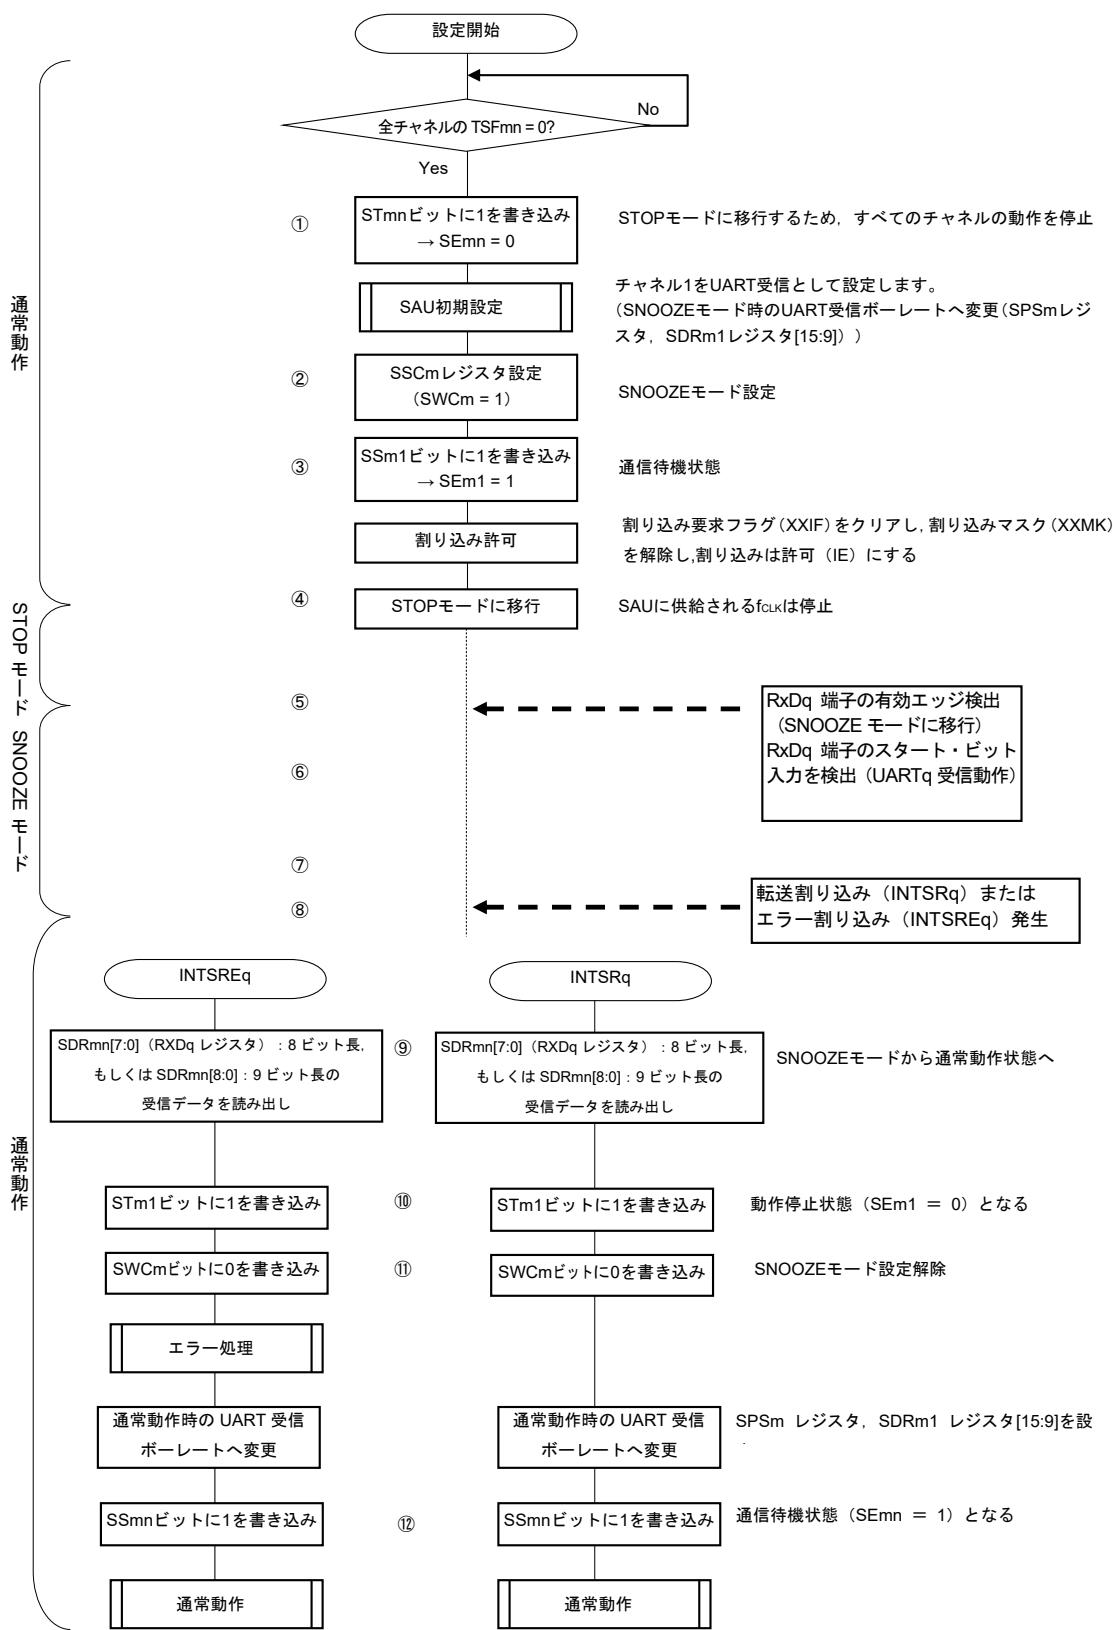 設定開始
No
全チャネルの TSFmn = 0?
Yes
①
STmnビットに1を書き込み
→ SEmn = 0
STOPモードに移行するため，すべてのチャネルの動作を停止
SAU初期設定
チャネル1をUART受信として設定します。
（SNOOZEモード時のUART受信ボーレートへ変更（SPSmレジ
スタ，SDRm1レジスタ[15:9]））
通常動作
②
SSCmレジスタ設定
（SWCm = 1）
SNOOZEモード設定
③
SSm1ビットに1を書き込み
→ SEm1 = 1
通信待機状態
割り込み許可
割り込み要求フラグ（XXIF）をクリアし，割り込みマスク（XXMK）
を解除し,割り込みは許可（IE）にする
④
STOPモードに移行
SAUに供給されるfCLKは停止
STOP モード
⑤
RxDq 端子の有効エッジ検出
（SNOOZE モードに移行）
RxDq 端子のスタート・ビット
入力を検出（UARTq 受信動作）
SNOOZE モード
⑥
⑦
⑧
転送割り込み（INTSRq）または
エラー割り込み（INTSREq）発生
INTSREq
INTSRq
SDRmn[7:0]（RXDq レジスタ）：8 ビット長，
もしくは SDRmn[8:0]：9 ビット長の
受信データを読み出し
⑨
SDRmn[7:0]（RXDq レジスタ）：8 ビット長，
もしくは SDRmn[8:0]：9 ビット長の
受信データを読み出し
SNOOZEモードから通常動作状態へ
通常動作
STm1ビットに1を書き込み
⑩
STm1ビットに1を書き込み
動作停止状態（SEm1 ＝ 0）となる
SWCmビットに0を書き込み
⑪
SWCmビットに0を書き込み
SNOOZEモード設定解除
エラー処理
通常動作時の UART 受信
ボーレートへ変更
通常動作時の UART 受信
ボーレートへ変更
SPSm レジスタ，SDRm1 レジスタ[15:9]を設
SSmnビットに1を書き込み
⑫
SSmnビットに1を書き込み
通信待機状態（SEmn ＝ 1）となる
通常動作
通常動作